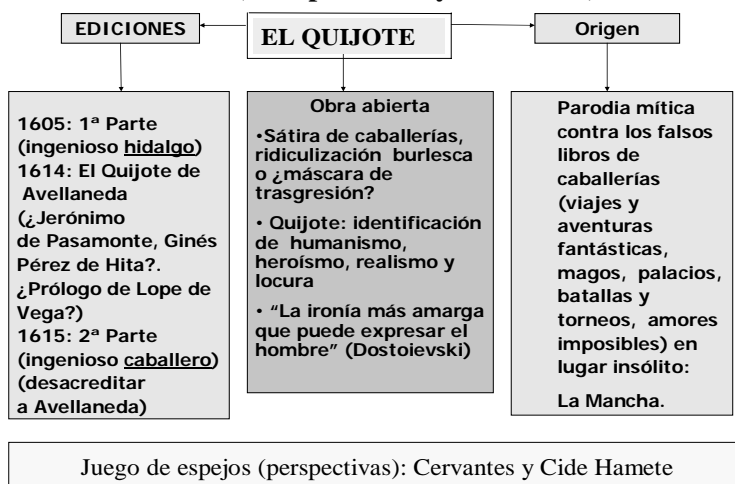 EDICIONES
EL QUIJOTE
Origen
1605: 1ª Parte
(ingenioso hidalgo)
1614: El Quijote de
Avellaneda
(¿Jerónimo
de Pasamonte, Ginés
Pérez de Hita?.
¿Prólogo de Lope de
Vega?)
1615: 2ª Parte
(ingenioso caballero)
(desacreditar
a Avellaneda)
Obra abierta
•Sátira de caballerías,
ridiculización burlesca
o ¿máscara de
trasgresión?
• Quijote: identificación
de humanismo,
heroísmo, realismo y
locura
• “La ironía más amarga
que puede expresar el
hombre” (Dostoievski)
Parodia mítica
contra los falsos
libros de
caballerías
(viajes y
aventuras
fantásticas,
magos, palacios,
batallas y
torneos, amores
imposibles) en
lugar insólito:
La Mancha.
Juego de espejos (perspectivas): Cervantes y Cide Hamete